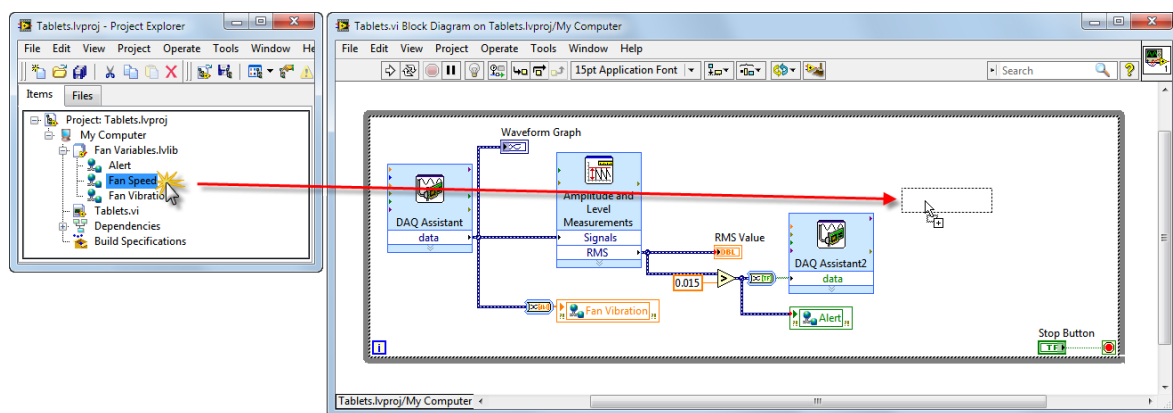 Tablets.lvproj - Project Explorer
File Edit View Project Operate Tools Window He
Items Files
Project: Tablets.lvproj
My Computer
Fan Variables.lvlib
Alert
Fan Speed
Fan Vibration
Tablets.vi
Dependencies
Build Specifications
Tablets.vi Block Diagram on Tablets.lvproj/My Computer
File Edit View Project Operate Tools Window Help
15pt Application Font
Search
1
Waveform Graph
DAQ Assistant
data
Amplitude and
Level
Measurements
Signals
RMS
RMS Value
DBL
0.015
>
TF
DAQ Assistant2
data
Fan Vibration
Alert
Stop Button
TF
i
Tablets.lvproj/My Computer